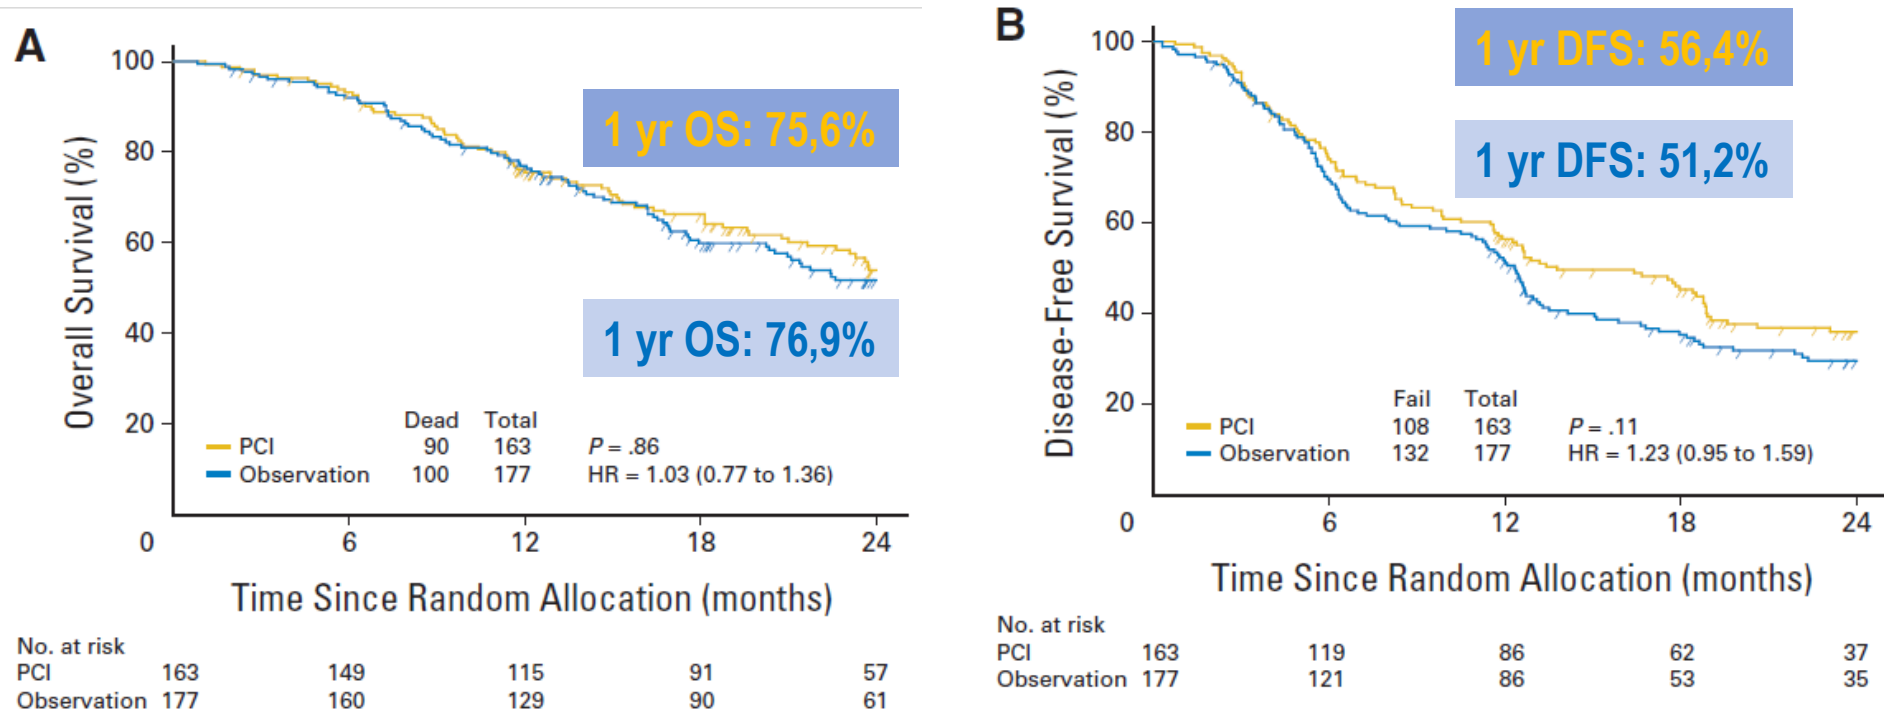 A
Overall Survival (%)
100
80
60
40
20
0
6
12
18
24
1 yr OS: 75,6%
1 yr OS: 76,9%
Dead Total
PCI 90 163 P = .86
Observation 100 177 HR = 1.03 (0.77 to 1.36)
Time Since Random Allocation (months)
No. at risk
PCI 163 149 115 91 57
Observation 177 160 129 90 61
B
Disease-Free Survival (%)
100
80
60
40
20
0
6
12
18
24
1 yr DFS: 56,4%
1 yr DFS: 51,2%
Fail Total
PCI 108 163 P = .11
Observation 132 177 HR = 1.23 (0.95 to 1.59)
Time Since Random Allocation (months)
No. at risk
PCI 163 119 86 62 37
Observation 177 121 86 53 35